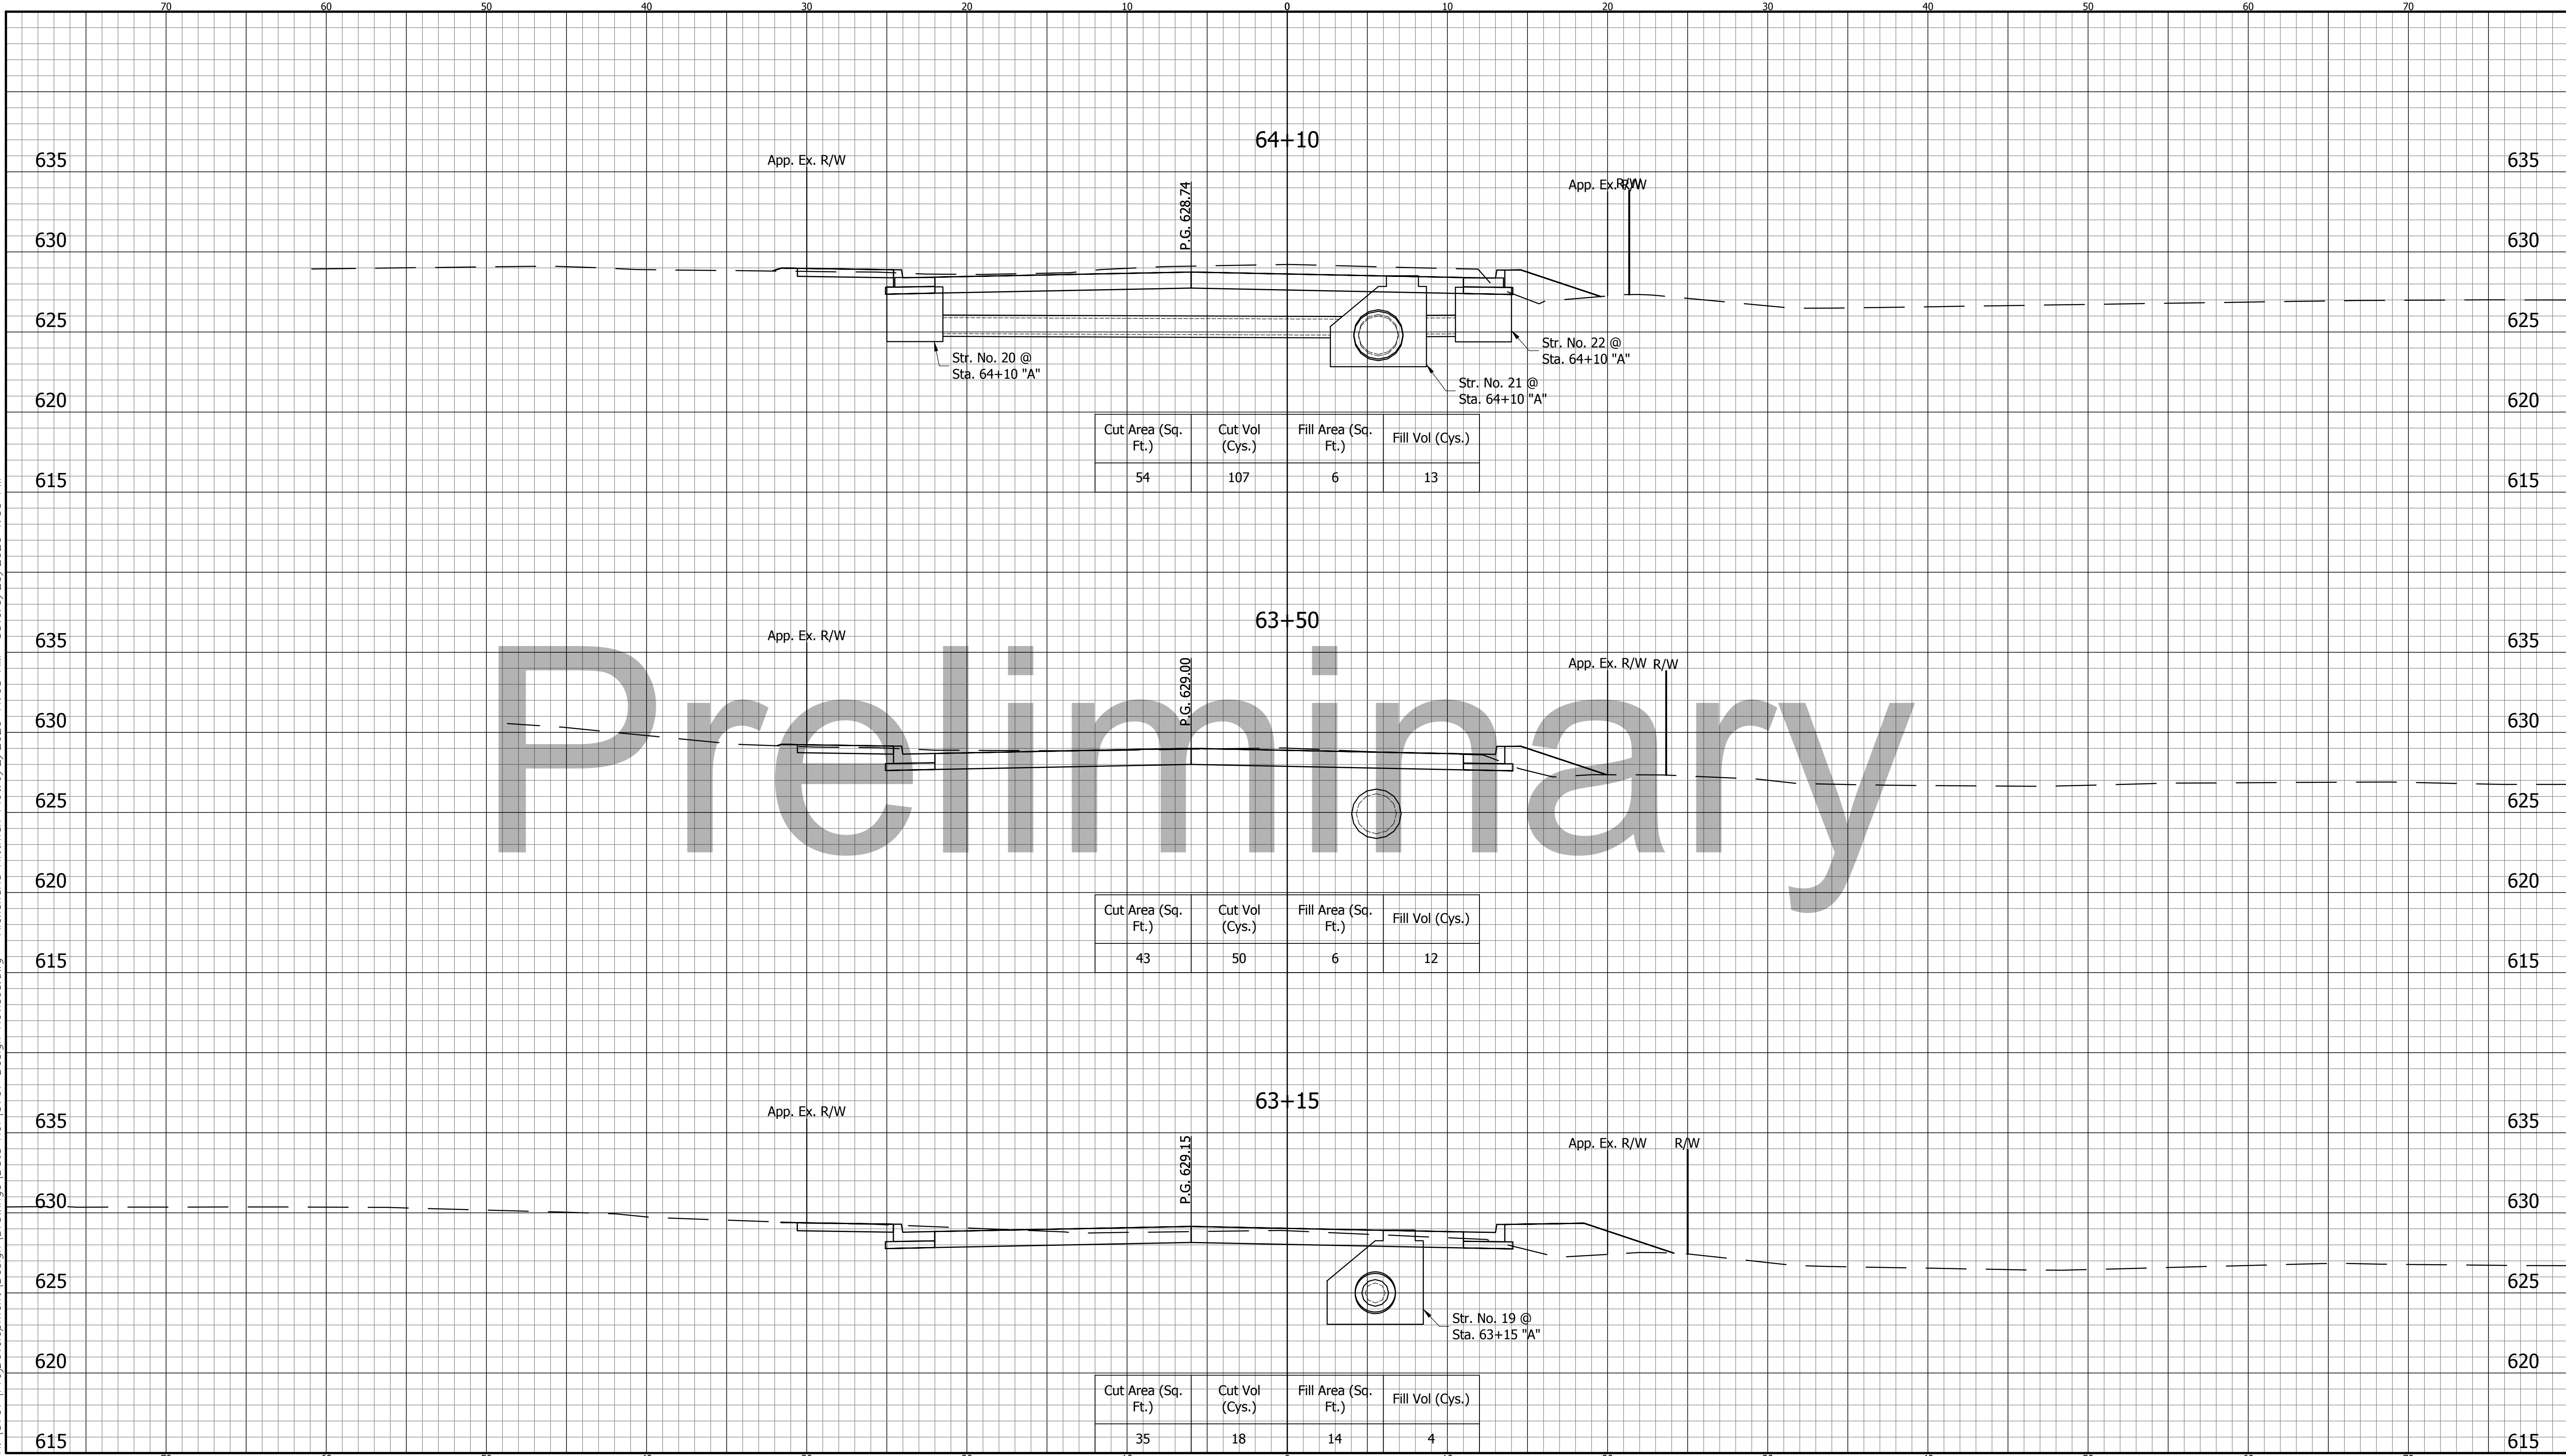 70 60 50 40 30 20 10 0 10 20 30 40 50 60 70
64+10
635 App. Ex. R/W 635
App. Ex. R/W R/W
P.G. 628.74
630 630
625 625
Str. No. 20 @
Sta. 64+10 "A"
Str. No. 22 @
Sta. 64+10 "A"
Str. No. 21 @
Sta. 64+10 "A"
620 620
Cut Area (Sq. Ft.) Cut Vol (Cys.) Fill Area (Sq. Ft.) Fill Vol (Cys.)
615 54 107 6 13 615
63+50
635 App. Ex. R/W 635
App. Ex. R/W R/W
P.G. 629.00
630 630
Preliminary
625 625
620 620
Cut Area (Sq. Ft.) Cut Vol (Cys.) Fill Area (Sq. Ft.) Fill Vol (Cys.)
615 43 50 6 12 615
63+15
635 App. Ex. R/W 635
App. Ex. R/W R/W
P.G. 629.15
630 630
625 625
Str. No. 19 @
Sta. 63+15 "A"
620 620
Cut Area (Sq. Ft.) Cut Vol (Cys.) Fill Area (Sq. Ft.) Fill Vol (Cys.)
615 35 18 14 4 615